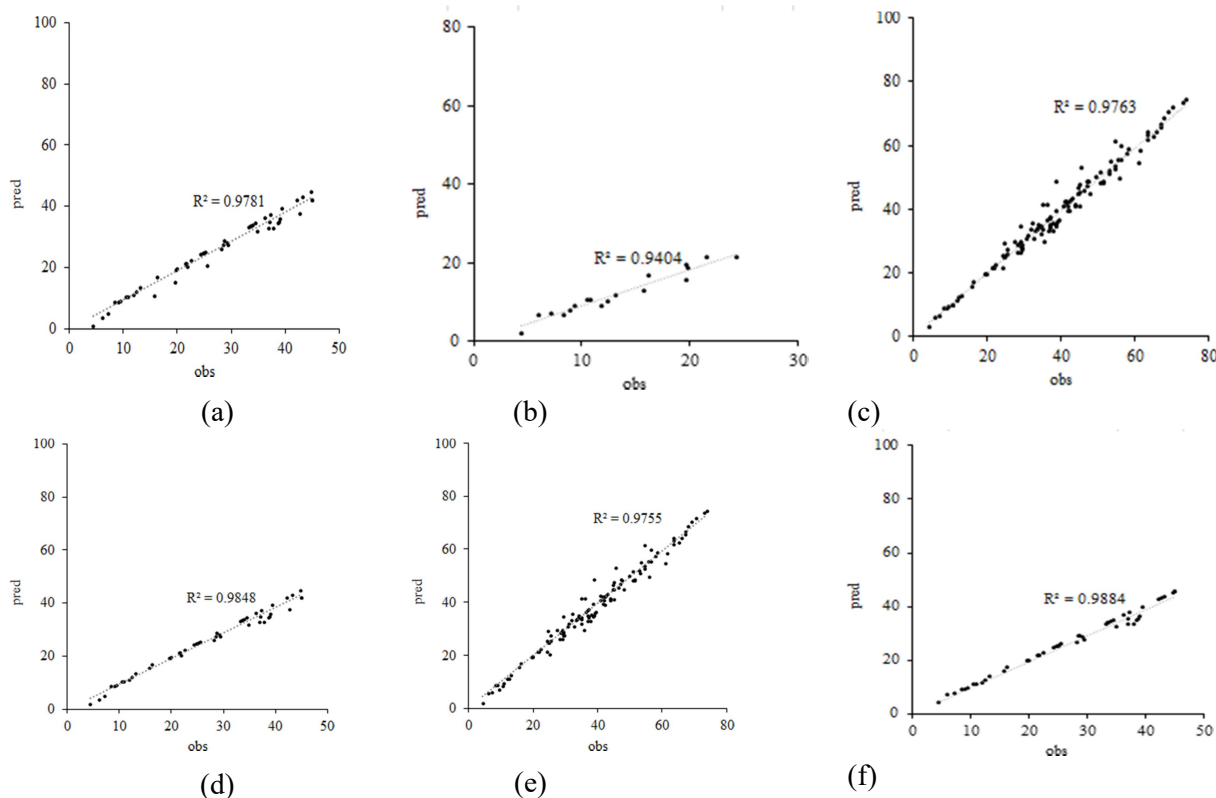 100
80
60
40
20
0
pred
R² = 0.9781
0 10 20 30 40 50
obs
(a)
80
60
40
20
0
pred
R² = 0.9404
0 10 20 30
obs
(b)
100
80
60
40
20
0
pred
R² = 0.9763
0 20 40 60 80
obs
(c)
100
80
60
40
20
0
pred
R² = 0.9848
0 10 20 30 40 50
obs
(d)
100
80
60
40
20
0
pred
R² = 0.9755
0 20 40 60 80
obs
(e)
100
80
60
40
20
0
pred
R² = 0.9884
0 10 20 30 40 50
obs
(f)